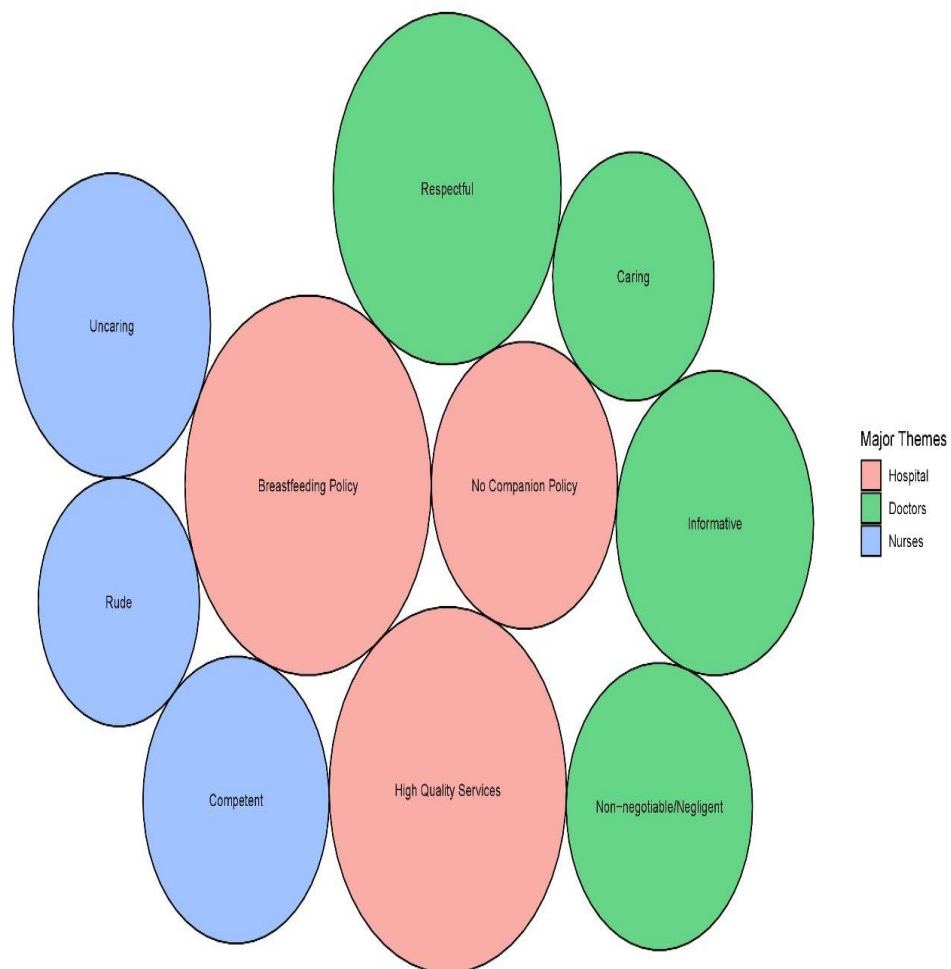 Respectful
Caring
Uncaring
Breastfeeding Policy
No Companion Policy
Informative
Rude
Competent
High Quality Services
Non−negotiable/Negligent
Major Themes
Hospital
Doctors
Nurses